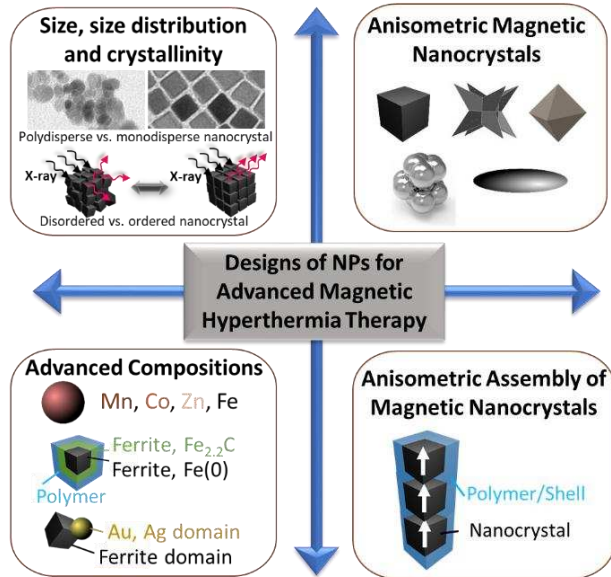 Size, size distribution
and crystallinity
Polydisperse vs. monodisperse nanocrystal
X-ray
X-ray
Disordered vs. ordered nanocrystal
Anisometric Magnetic
Nanocrystals
Designs of NPs for
Advanced Magnetic
Hyperthermia Therapy
Advanced Compositions
Mn, Co, Zn, Fe
Ferrite, Fe2.2C
Ferrite, Fe(0)
Polymer
Au, Ag domain
Ferrite domain
Anisometric Assembly of
Magnetic Nanocrystals
Polymer/Shell
Nanocrystal